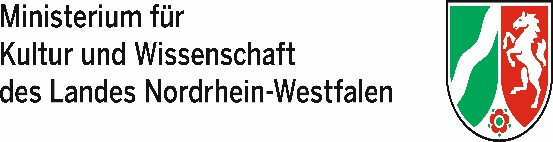 Ministerium für
Kultur und Wissenschaft
des Landes Nordrhein-Westfalen